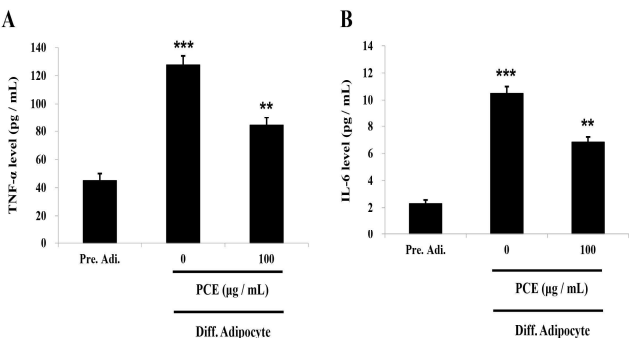 A
TNF-α level (pg / mL)
140
120
100
80
60
40
20
0
***
**
Pre. Adi.
0
100
PCE (μg / mL)
Diff. Adipocyte
B
IL-6 level (pg / mL)
14
12
10
8
6
4
2
0
***
**
Pre. Adi.
0
100
PCE (μg / mL)
Diff. Adipocyte